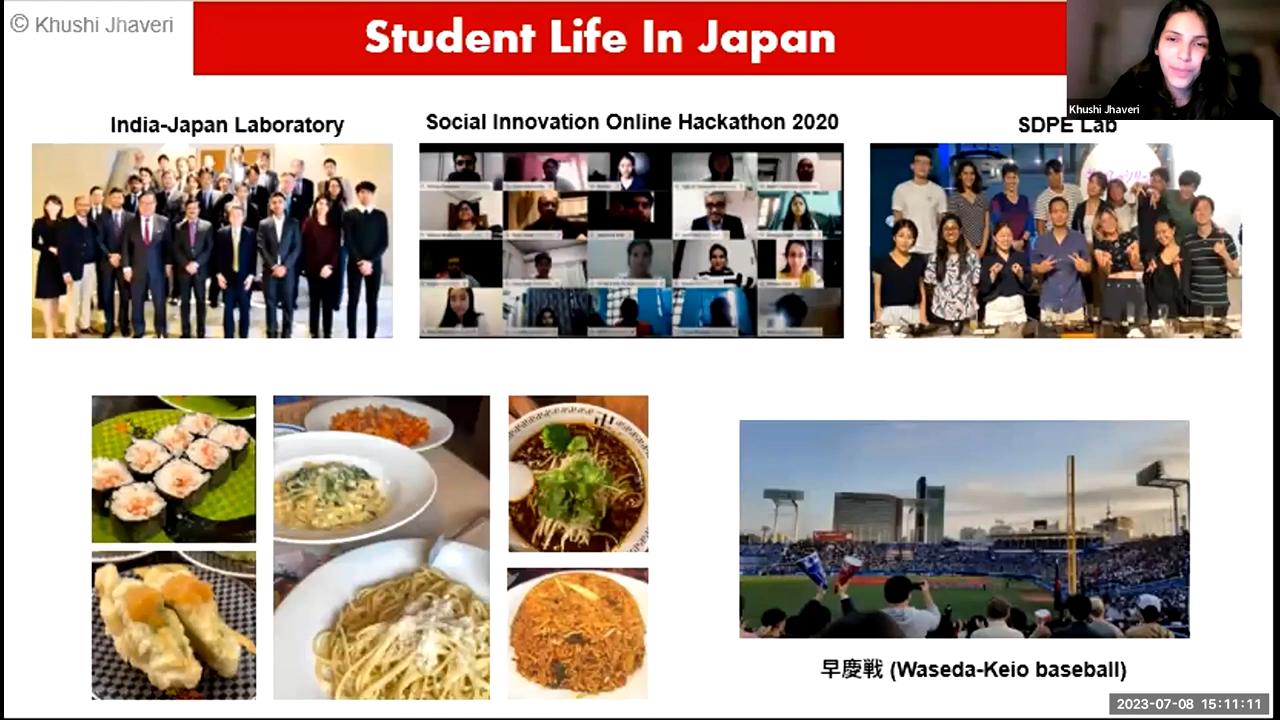 © Khushi Jhaveri
Student Life In Japan
Khushi Jhaveri
India-Japan Laboratory
Social Innovation Online Hackathon 2020
SDPE Lab
早慶戦 (Waseda-Keio baseball)
2023-07-08 15:11:11